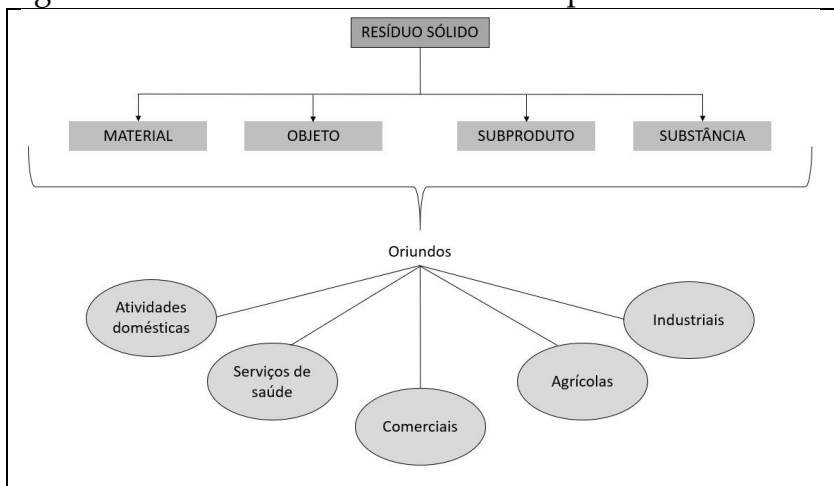 RESÍDUO SÓLIDO
MATERIAL
OBJETO
SUBPRODUTO
SUBSTÂNCIA
Oriundos
Atividades
domésticas
Serviços de
saúde
Comerciais
Agrícolas
Industriais